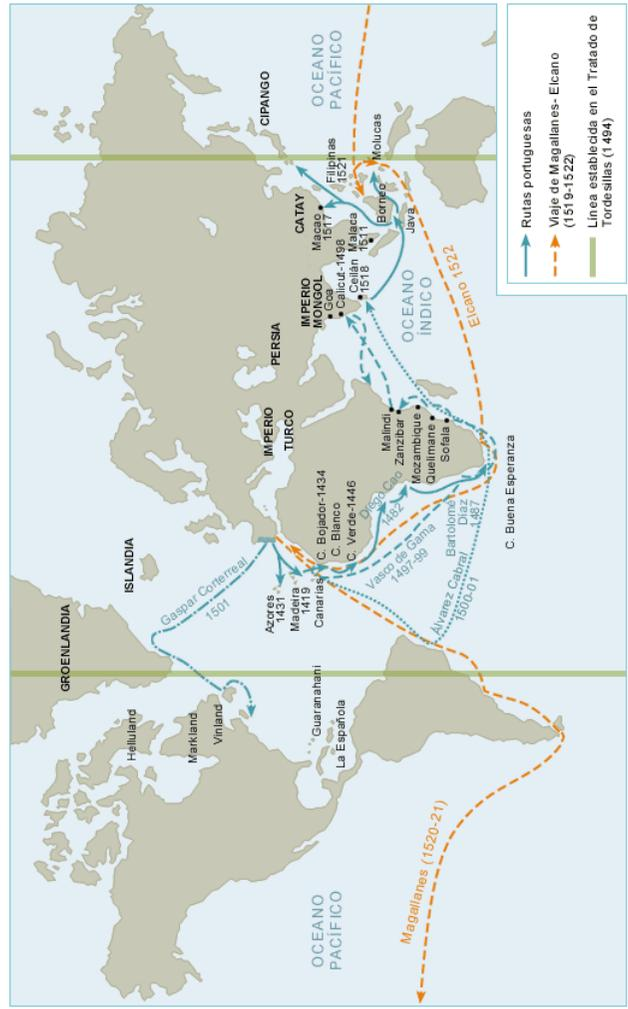 GROENLANDIA
ISLANDIA
Helluland
Markland
Vinland
Gaspar Corterreal
1501
Guaranahani
La Española
Azores
1431
Madeira
1419
Canarias
C. Bojador-1434
C. Blanco
C. Verde-1446
Diego Cao
1482
Vasco de Gama
1497-99
Bartolomé
Diaz
1487
Álvarez Cabral
1500-01
C. Buena Esperanza
IMPERIO
TURCO
PERSIA
IMPERIO
MONGOL
Goa
Calicut-1498
Ceilán
1518
CATAY
Macao
1517
Malaca
1511
CIPANGO
Filipinas
1521
Borneo
Molucas
Java
Malindi
Zanzibar
Mozambique
Quelimane
Sofala
OCEANO
PACÍFICO
OCEANO
ÍNDICO
Elcano 1522
OCEANO
PACÍFICO
Magallanes (1520-21)
Rutas portuguesas
Viaje de Magallanes- Elcano
(1519-1522)
Línea establecida en el Tratado de
Tordesillas (1494)